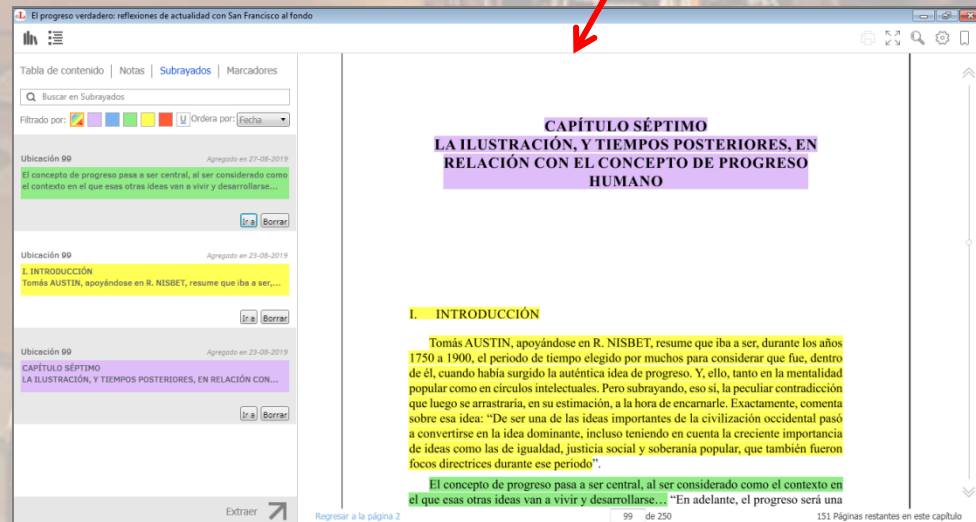 El progreso verdadero: reflexiones de actualidad con San Francisco al fondo
Tabla de contenido | Notas | Subrayados | Marcadores
Buscar en Subrayados
Filtrado por: U Ordera por: Fecha
Ubicación 99 Agregado en 27-08-2019
El concepto de progreso pasa a ser central, al ser considerado como
el contexto en el que esas otras ideas van a vivir y desarrollarse...
Ir a Borrar
Ubicación 99 Agregado en 23-08-2019
I. INTRODUCCIÓN
Tomás AUSTIN, apoyándose en R. NISBET, resume que iba a ser,...
Ir a Borrar
Ubicación 99 Agregado en 23-08-2019
CAPÍTULO SÉPTIMO
LA ILUSTRACIÓN, Y TIEMPOS POSTERIORES, EN RELACIÓN CON...
Ir a Borrar
Extraer
CAPÍTULO SÉPTIMO
LA ILUSTRACIÓN, Y TIEMPOS POSTERIORES, EN
RELACIÓN CON EL CONCEPTO DE PROGRESO
HUMANO
I. INTRODUCCIÓN
Tomás AUSTIN, apoyándose en R. NISBET, resume que iba a ser, durante los años
1750 a 1900, el periodo de tiempo elegido por muchos para considerar que fue, dentro
de él, cuando había surgido la auténtica idea de progreso. Y, ello, tanto en la mentalidad
popular como en círculos intelectuales. Pero subrayando, eso sí, la peculiar contradicción
que luego se arrastraría, en su estimación, a la hora de encarnarle. Exactamente, comenta
sobre esa idea: “De ser una de las ideas importantes de la civilización occidental pasó
a convertirse en la idea dominante, incluso teniendo en cuenta la creciente importancia
de ideas como las de igualdad, justicia social y soberanía popular, que también fueron
focos directrices durante ese periodo”.
El concepto de progreso pasa a ser central, al ser considerado como el contexto en
el que esas otras ideas van a vivir y desarrollarse… “En adelante, el progreso será una
Regresar a la página 2 99 de 250 151 Páginas restantes en este capítulo